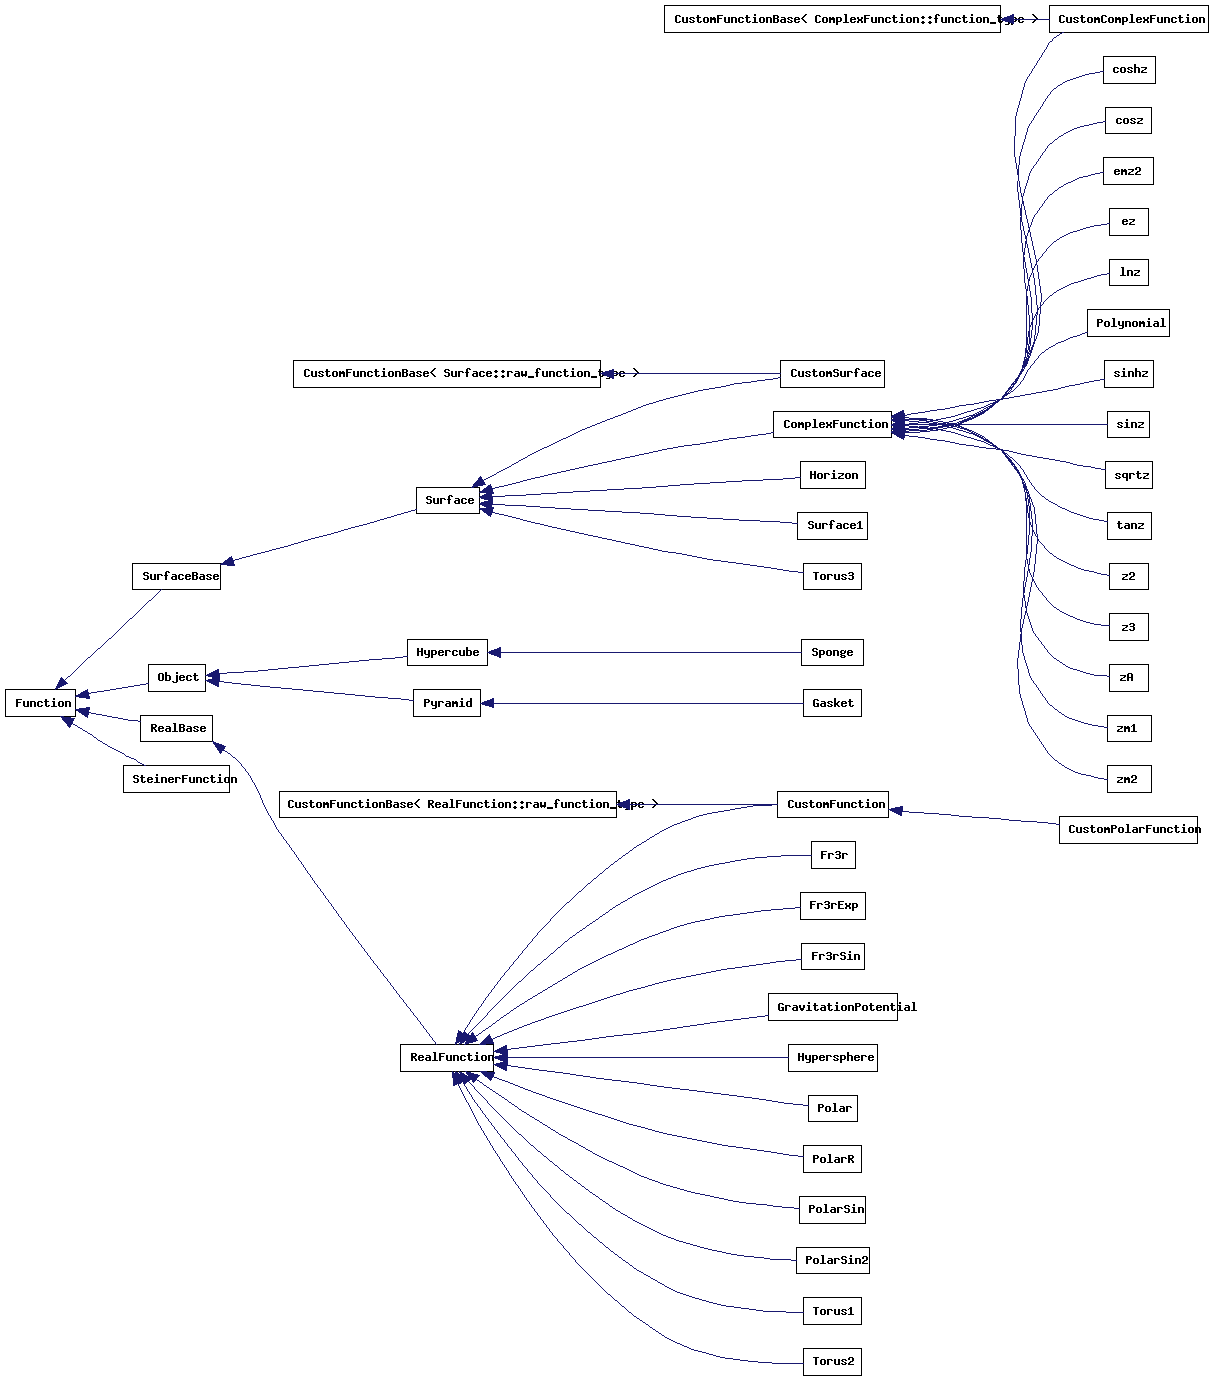 CustomFunctionBase< ComplexFunction::function_type >
CustomComplexFunction
coshz
cosz
emz2
ez
lnz
Polynomial
CustomFunctionBase< Surface::raw_function_type >
CustomSurface
sinhz
ComplexFunction
sinz
Horizon
sqrtz
Surface
Surface1
tanz
SurfaceBase
Torus3
z2
z3
Hypercube
Sponge
Object
zA
Function
Pyramid
Gasket
RealBase
zm1
SteinerFunction
zm2
CustomFunctionBase< RealFunction::raw_function_type >
CustomFunction
CustomPolarFunction
Fr3r
Fr3rExp
Fr3rSin
GravitationPotential
RealFunction
Hypersphere
Polar
PolarR
PolarSin
PolarSin2
Torus1
Torus2